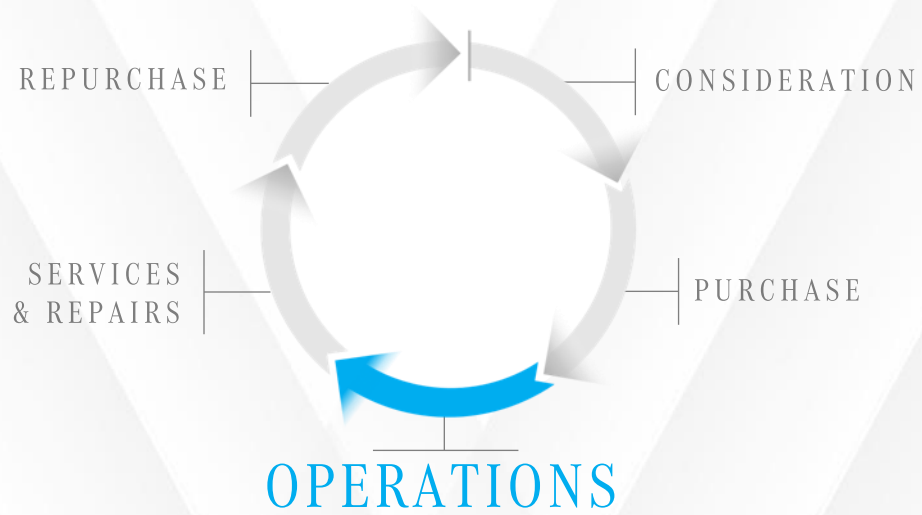 REPURCHASE
CONSIDERATION
SERVICES
& REPAIRS
PURCHASE
OPERATIONS